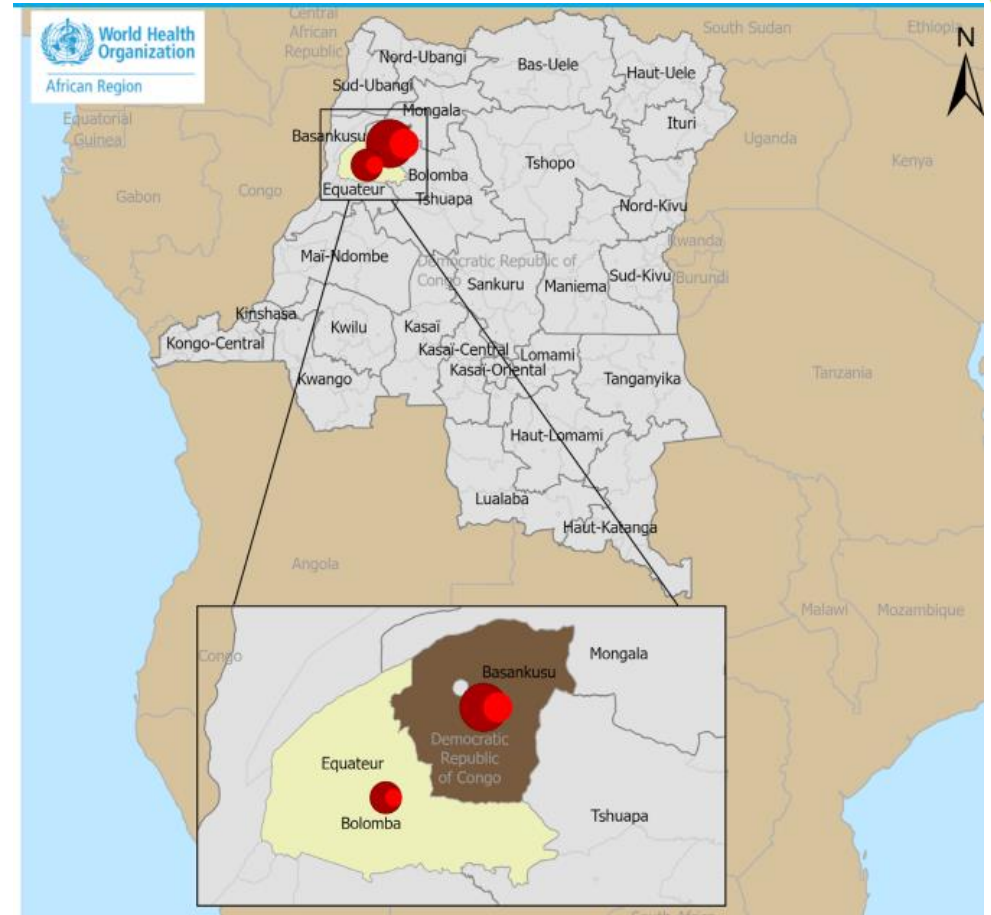 World Health
Organization
African Region
N
Central
African
Republic
South Sudan
Ethiopia
Nord-Ubangi
Bas-Uele
Haut-Uele
Sud-Ubangi
Mongala
Ituri
Equatorial
Guinea
Basankusu
Uganda
Kenya
Tshopo
Bolomba
Gabon
Congo
Equateur
Tshuapa
Nord-Kivu
Rwanda
Maï-Ndombe
Democratic Republic of
Congo
Sankuru
Maniema
Sud-Kivu
Burundi
Kinshasa
Kwilu
Kasaï
Kongo-Central
Kasaï-Central
Lomami
Kasaï-Oriental
Kwango
Tanganyika
Tanzania
Haut-Lomami
Lualaba
Haut-Katanga
Angola
Malawi
Mozambique
Congo
Mongala
Basankusu
Democratic
Republic
of Congo
Equateur
Bolomba
Tshuapa
South Africa